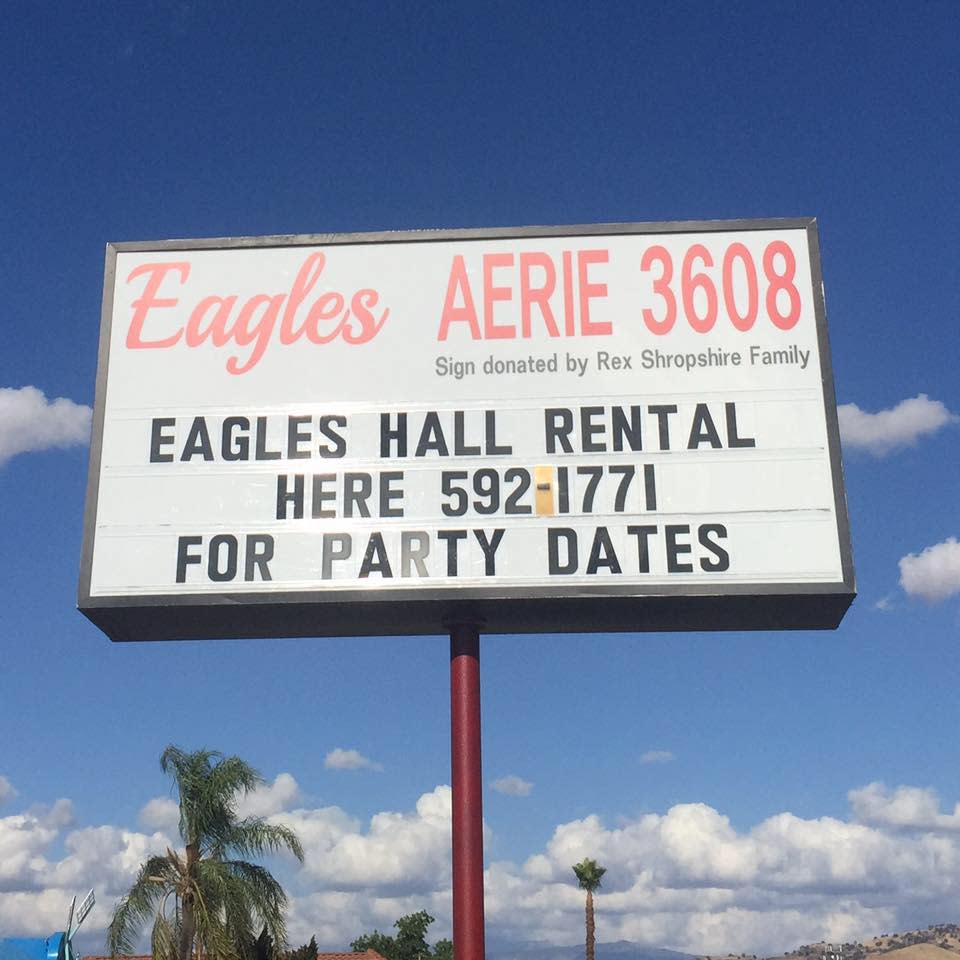 Eagles AERIE 3608
Sign donated by Rex Shropshire Family
EAGLES HALL RENTAL
HERE 592-1771
FOR PARTY DATES